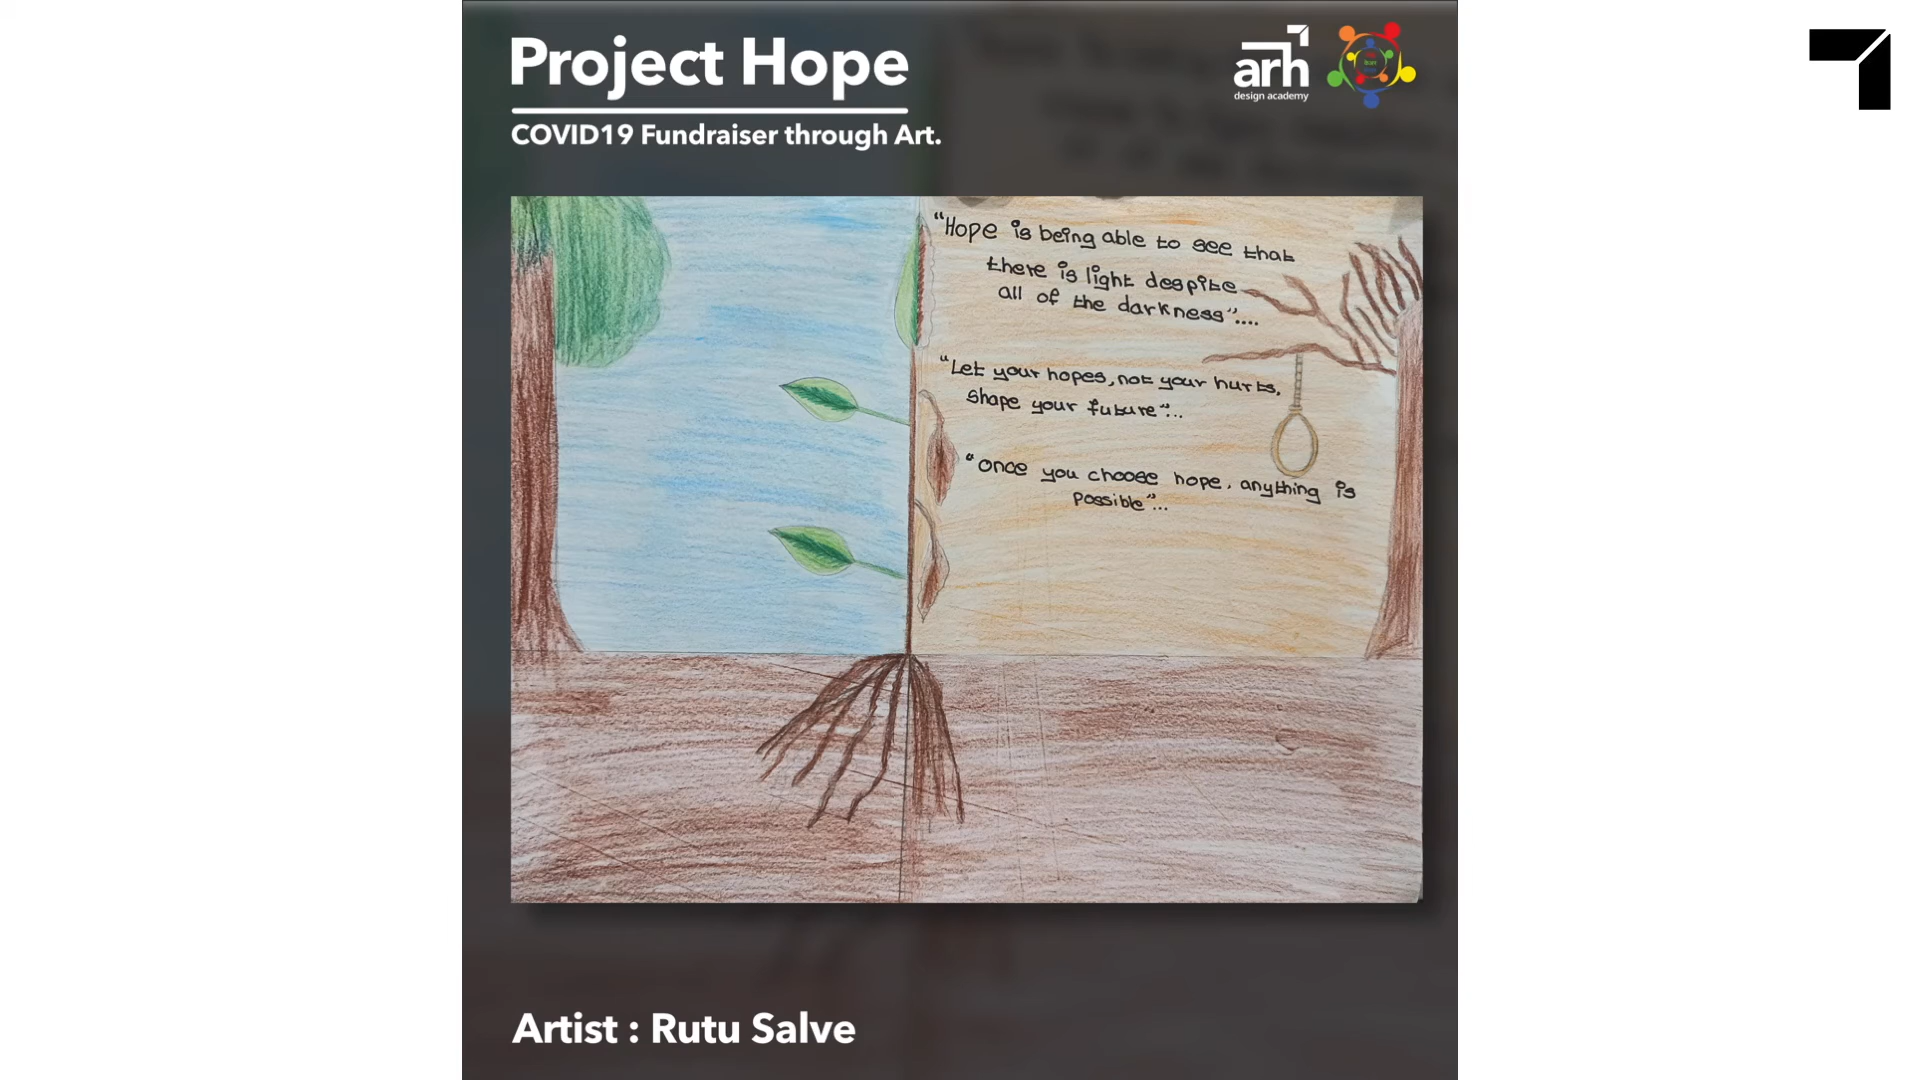 Project Hope
COVID19 Fundraiser through Art.
arh
design academy
“Hope is being able to see that
there is light despite
all of the darkness”....
“Let your hopes, not your hurts,
shape your future”...
“Once you choose hope, anything is
possible”...
Artist : Rutu Salve